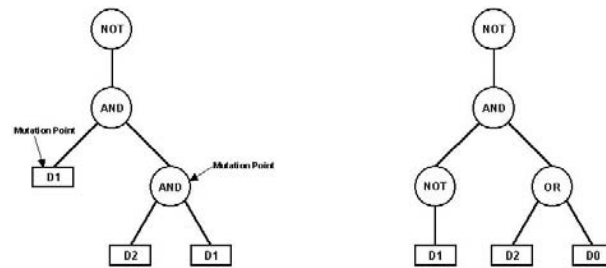 NOT
NOT
AND
AND
Mutation Point
Mutation Point
D1
AND
NOT
OR
D2
D1
D1
D2
D0